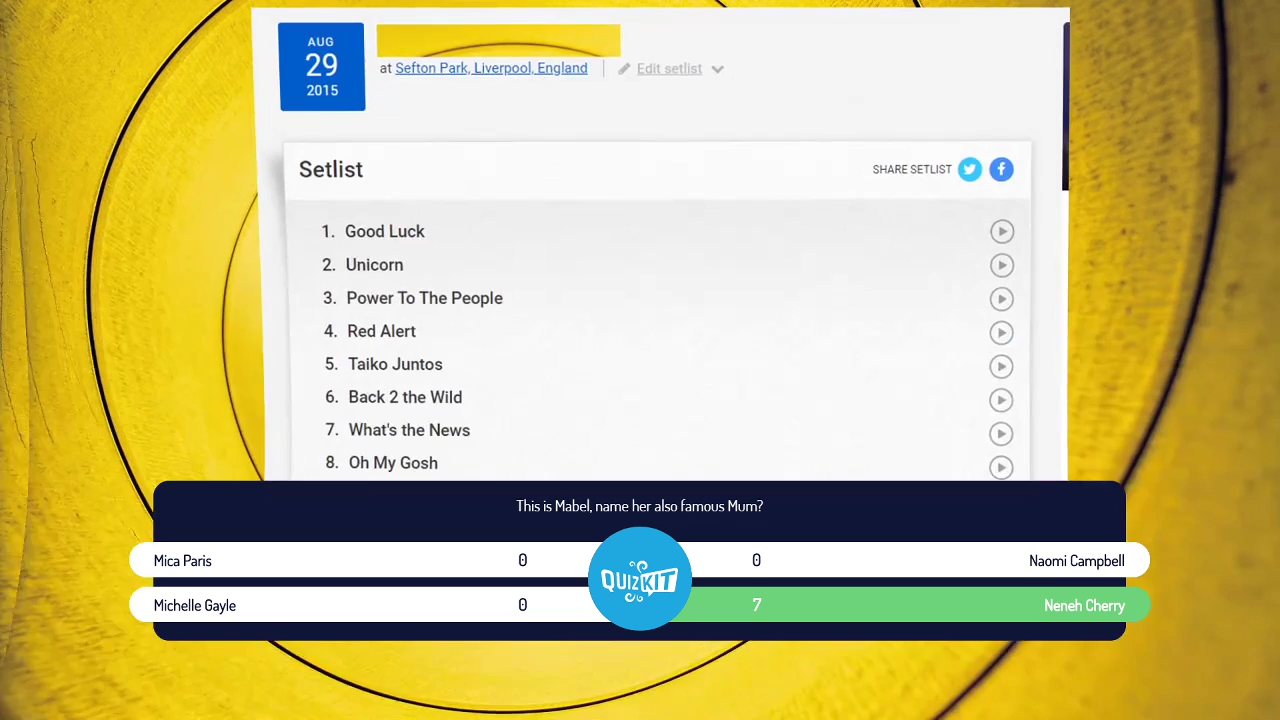 AUG
29
2015
at Sefton Park, Liverpool, England | Edit setlist
Setlist
SHARE SETLIST
1. Good Luck
2. Unicorn
3. Power To The People
4. Red Alert
5. Taiko Juntos
6. Back 2 the Wild
7. What's the News
8. Oh My Gosh
This is Mabel, name her also famous Mum?
Mica Paris 0
0 Naomi Campbell
Michelle Gayle 0
7 Neneh Cherry
QUIZKIT